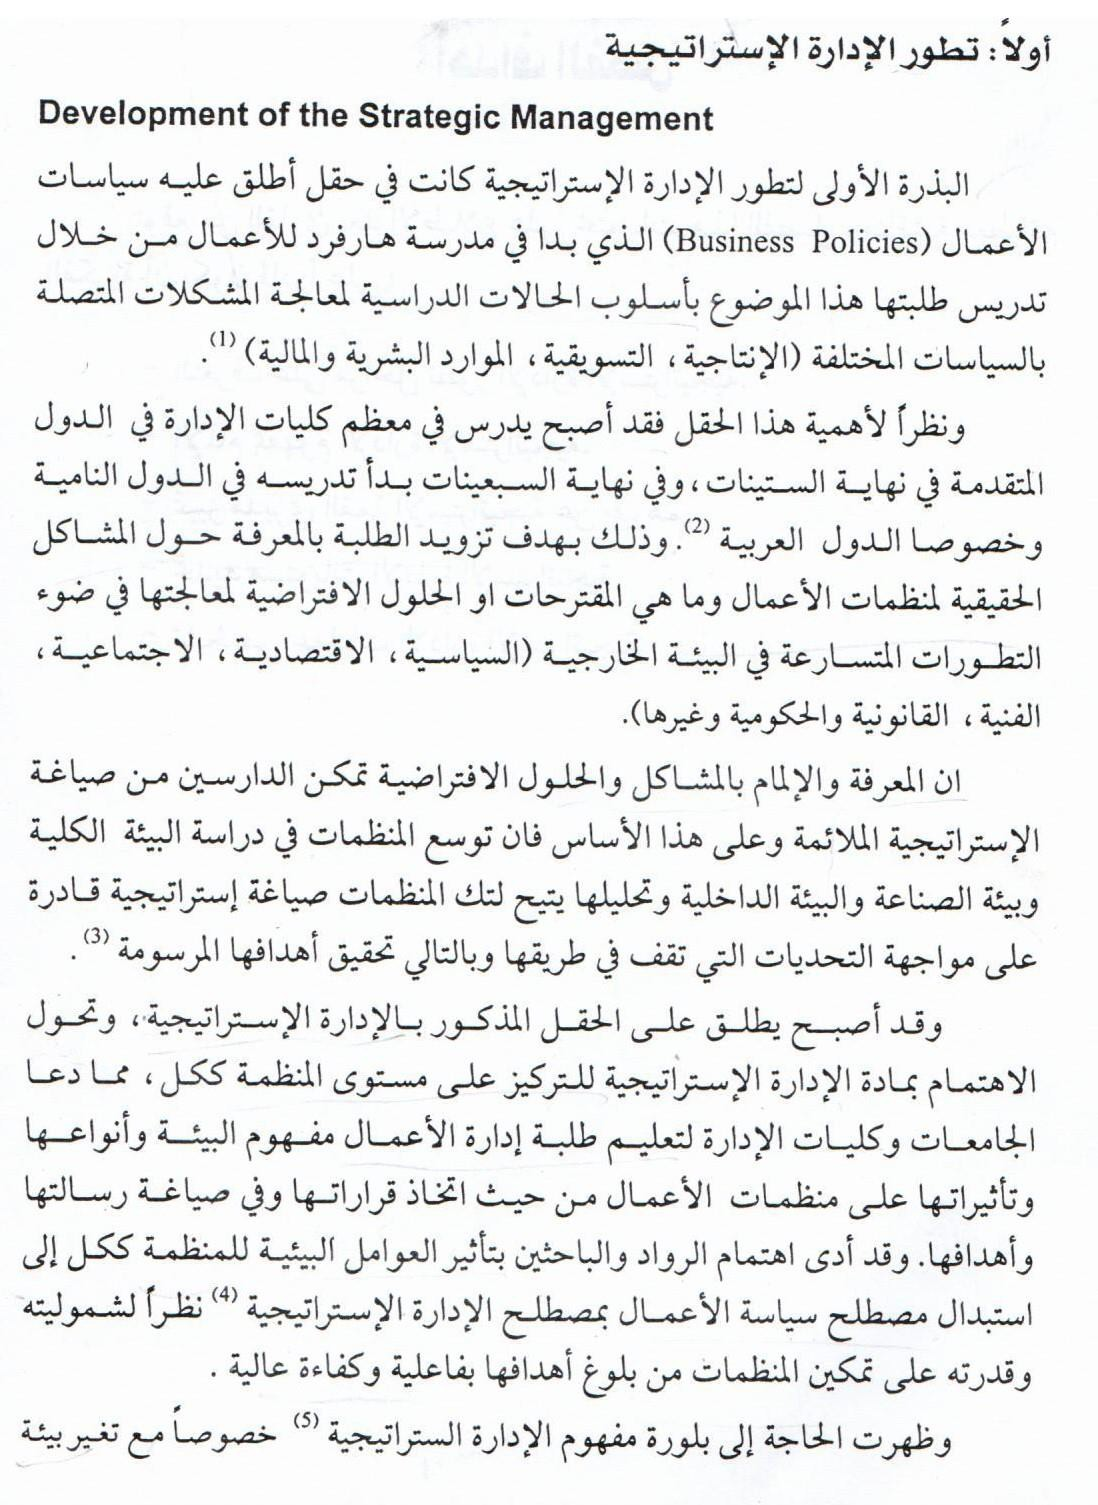 أولاً: تطور الإدارة الإستراتيجية
Development of the Strategic Management
البذرة الأولى لتطور الإدارة الإستراتيجية كانت في حقل أطلق عليه سياسات
الأعمال (Business Policies) الذي بدا في مدرسة هارفرد للأعمال من خلال
تدريس طلبتها هذا الموضوع بأسلوب الحالات الدراسية لمعالجة المشكلات المتصلة
بالسياسات المختلفة (الإنتاجية، التسويقية، الموارد البشرية والمالية) (1).
ونظراً لأهمية هذا الحقل فقد أصبح يدرس في معظم كليات الإدارة في الدول
المتقدمة في نهاية الستينات، وفي نهاية السبعينات بدأ تدريسه في الدول النامية
وخصوصا الدول العربية (2). وذلك بهدف تزويد الطلبة بالمعرفة حول المشاكل
الحقيقية لمنظمات الأعمال وما هي المقترحات او الحلول الافتراضية لمعالجتها في ضوء
التطورات المتسارعة في البيئة الخارجية (السياسية، الاقتصادية، الاجتماعية،
الفنية، القانونية والحكومية وغيرها).
ان المعرفة والإلمام بالمشاكل والحلول الافتراضية تمكن الدارسين من صياغة
الإستراتيجية الملائمة وعلى هذا الأساس فان توسع المنظمات في دراسة البيئة الكلية
وبيئة الصناعة والبيئة الداخلية وتحليلها يتيح لتك المنظمات صياغة إستراتيجية قادرة
على مواجهة التحديات التي تقف في طريقها وبالتالي تحقيق أهدافها المرسومة (3).
وقد أصبح يطلق على الحقل المذكور بالإدارة الإستراتيجية، وتحول
الاهتمام بمادة الإدارة الإستراتيجية للتركيز على مستوى المنظمة ككل، مما دعا
الجامعات وكليات الإدارة لتعليم طلبة إدارة الأعمال مفهوم البيئة وأنواعها
وتأثيراتها على منظمات الأعمال من حيث اتخاذ قراراتها وفي صياغة رسالتها
وأهدافها. وقد أدى اهتمام الرواد والباحثين بتأثير العوامل البيئية للمنظمة ككل إلى
استبدال مصطلح سياسة الأعمال بمصطلح الإدارة الإستراتيجية (4) نظراً لشموليته
وقدرته على تمكين المنظمات من بلوغ أهدافها بفاعلية وكفاءة عالية .
وظهرت الحاجة إلى بلورة مفهوم الإدارة الستراتيجية (5) خصوصاً مع تغير بيئة